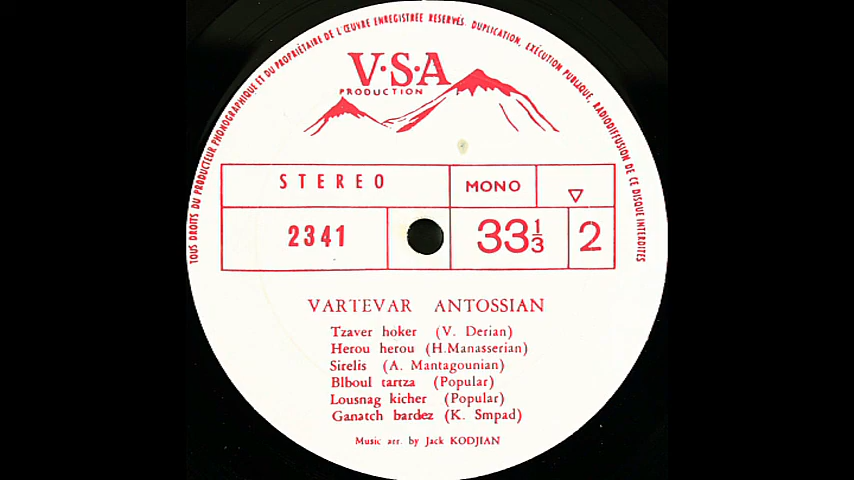 TOUS DROITS DU PRODUCTEUR PHONOGRAPHIQUE ET DU PROPRIÉTAIRE DE L'ŒUVRE ENREGISTRÉE RESERVÉS. DUPLICATION, EXÉCUTION PUBLIQUE, RADIODIFFUSION DE CE DISQUE INTERDITES
V·S·A
PRODUCTION
STEREO MONO
2341 33⅓ 2
VARTEVAR ANTOSSIAN
Tzaver hoker (V. Derian)
Herou herou (H.Manasserian)
Sirelis (A. Mantagounian)
Blboul tartza (Popular)
Lousnag kicher (Popular)
Ganatch bardez (K. Smpad)
Music arr. by Jack KODJIAN